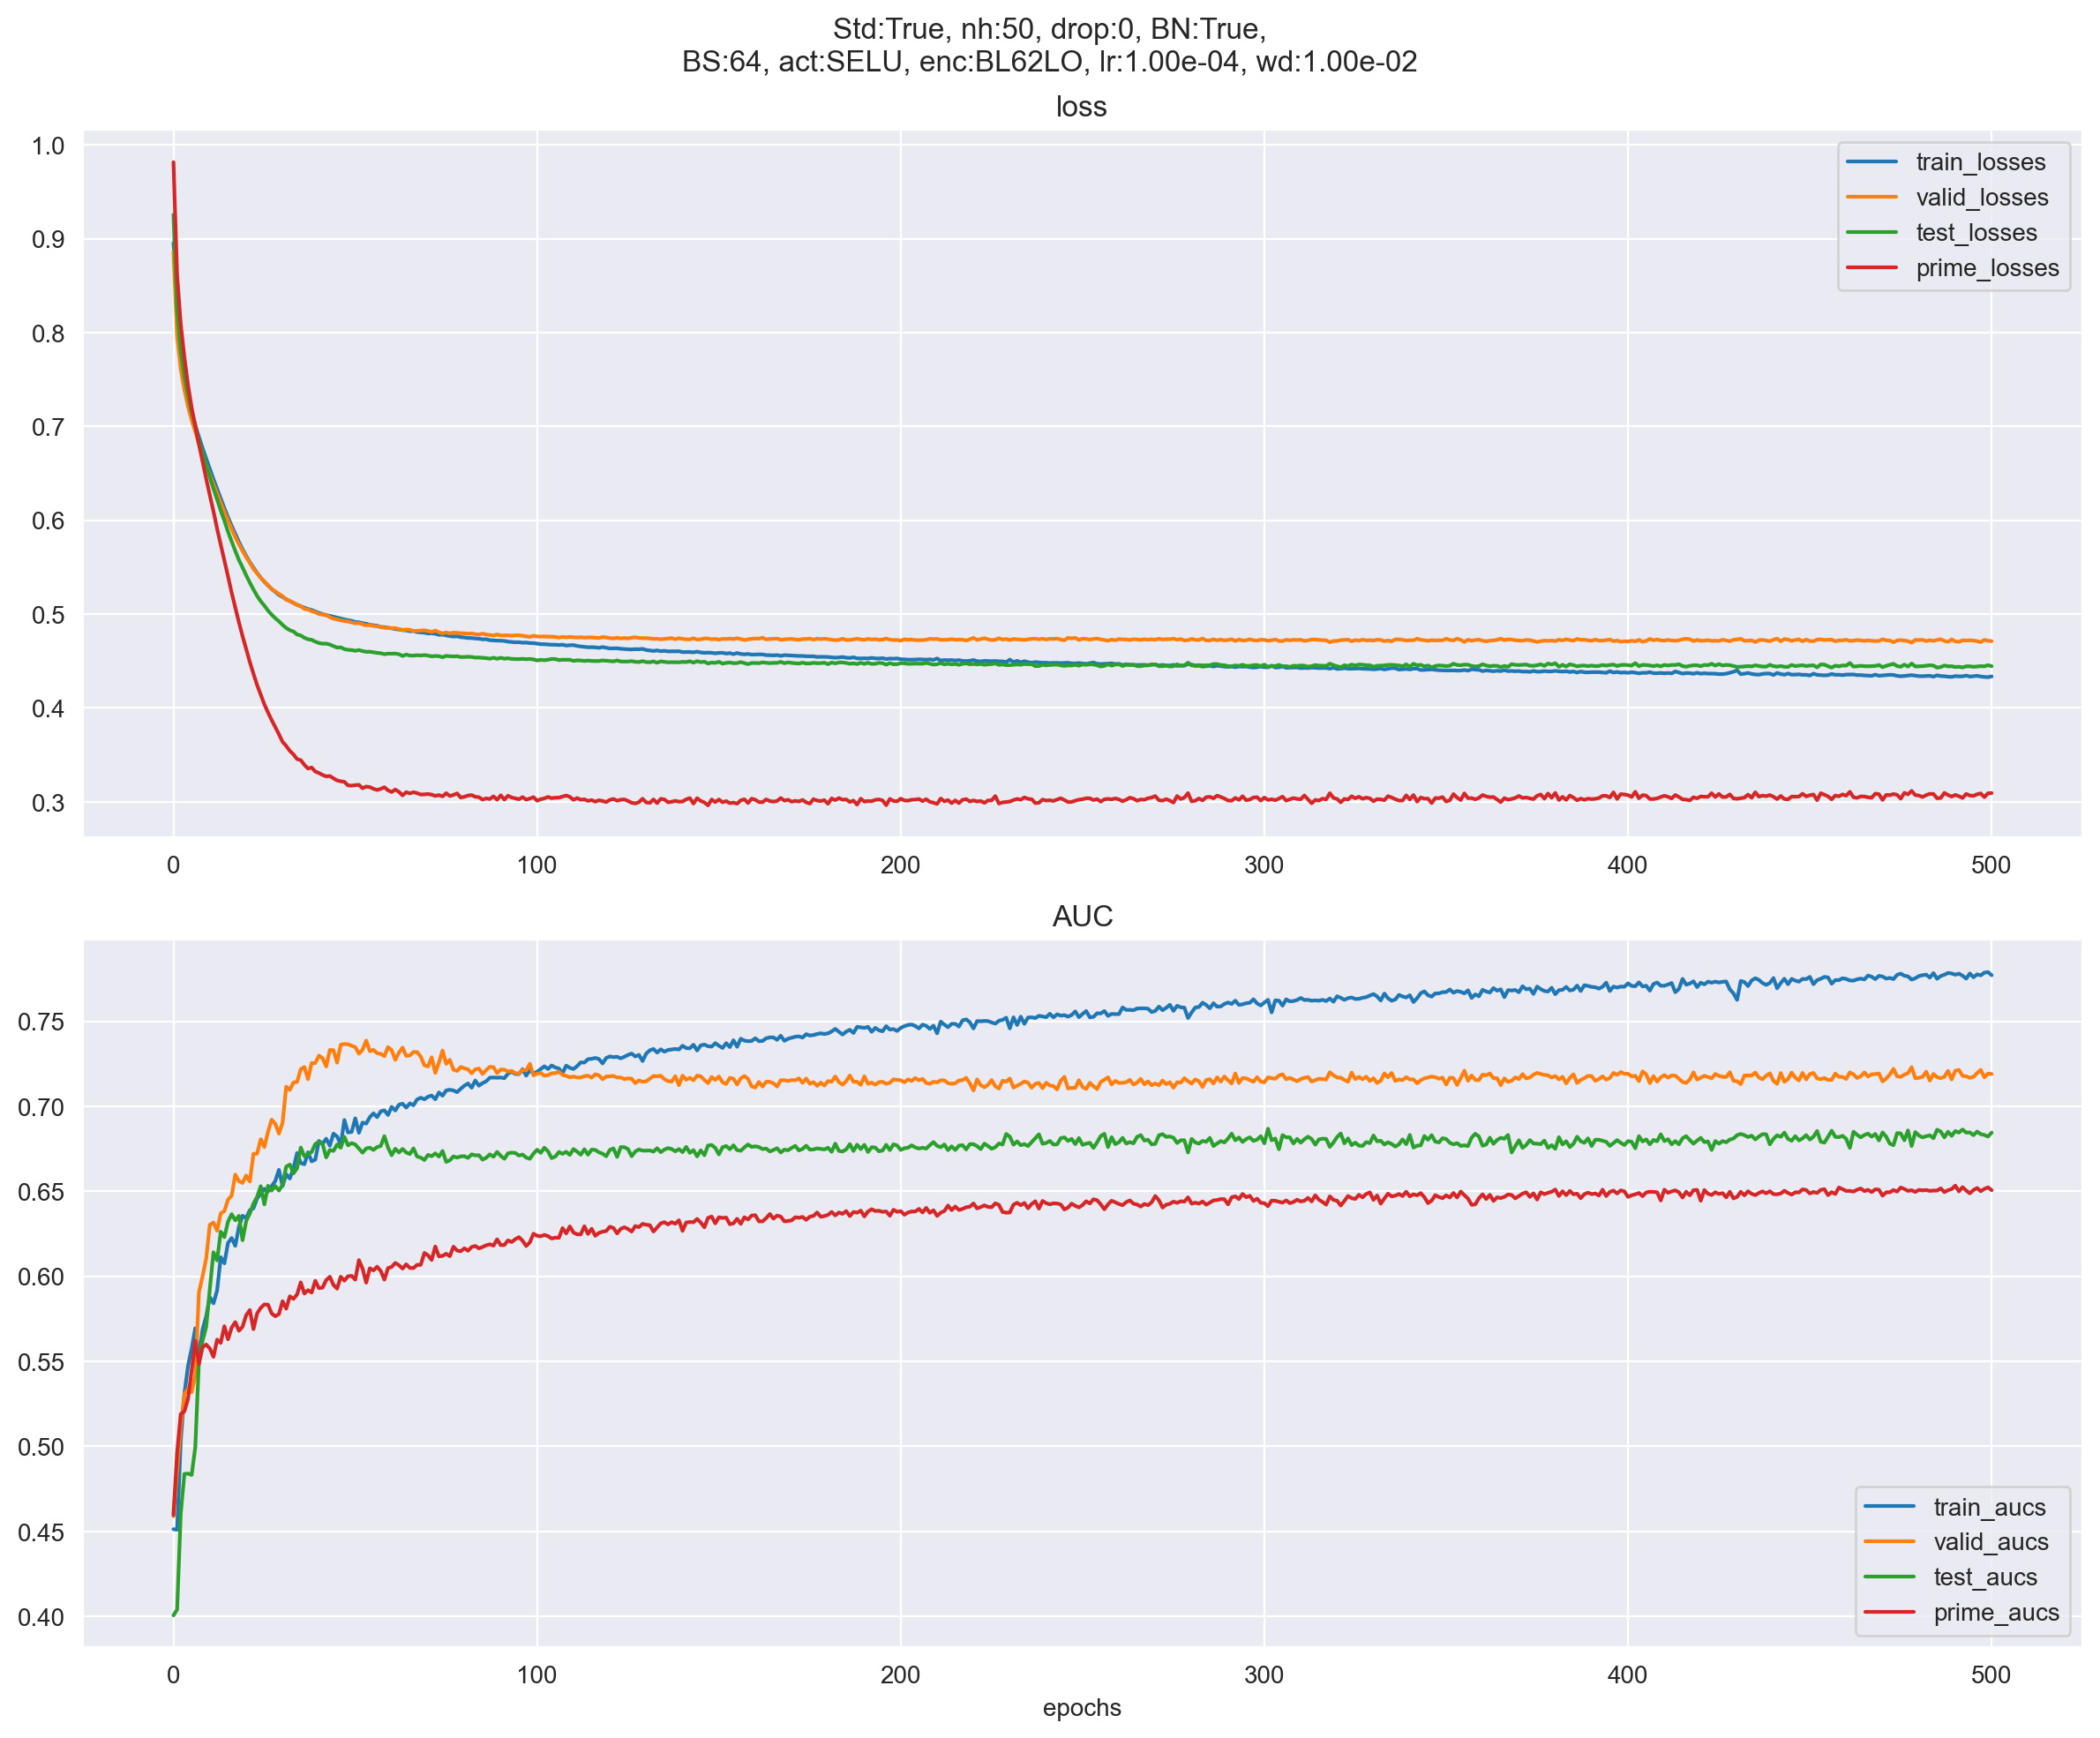 Std:True, nh:50, drop:0, BN:True,
BS:64, act:SELU, enc:BL62LO, lr:1.00e-04, wd:1.00e-02
loss
1.0
0.9
0.8
0.7
0.6
0.5
0.4
0.3
train_losses
valid_losses
test_losses
prime_losses
0 100 200 300 400 500
AUC
0.75
0.70
0.65
0.60
0.55
0.50
0.45
0.40
train_aucs
valid_aucs
test_aucs
prime_aucs
0 100 200 300 400 500
epochs